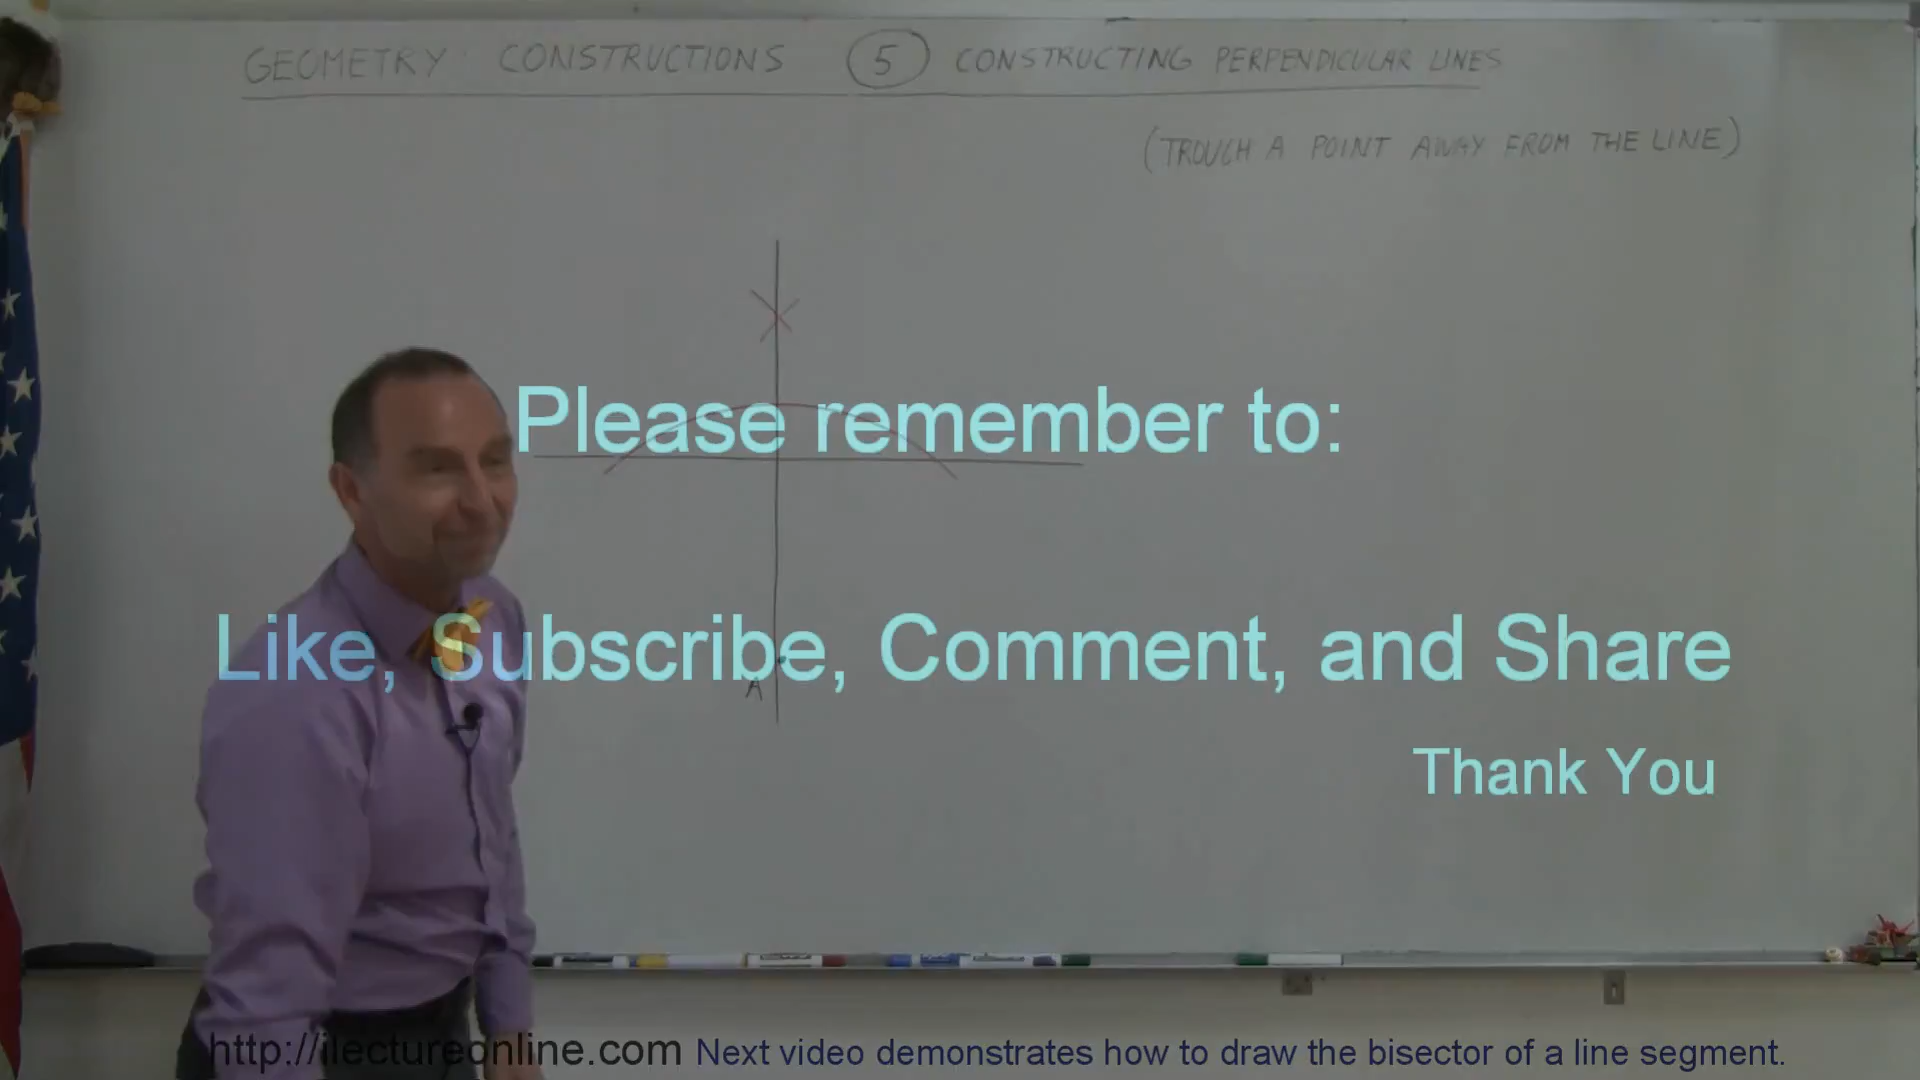 GEOMETRY CONSTRUCTIONS 5 CONSTRUCTING PERPENDICULAR LINES
(TROUGH A POINT AWAY FROM THE LINE)
Please remember to:
Like, Subscribe, Comment, and Share
A
Thank You
http://ilectureonline.com Next video demonstrates how to draw the bisector of a line segment.